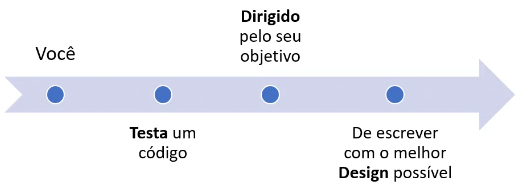 Você
Testa um
código
Dirigido
pelo seu
objetivo
De escrever
com o melhor
Design possível